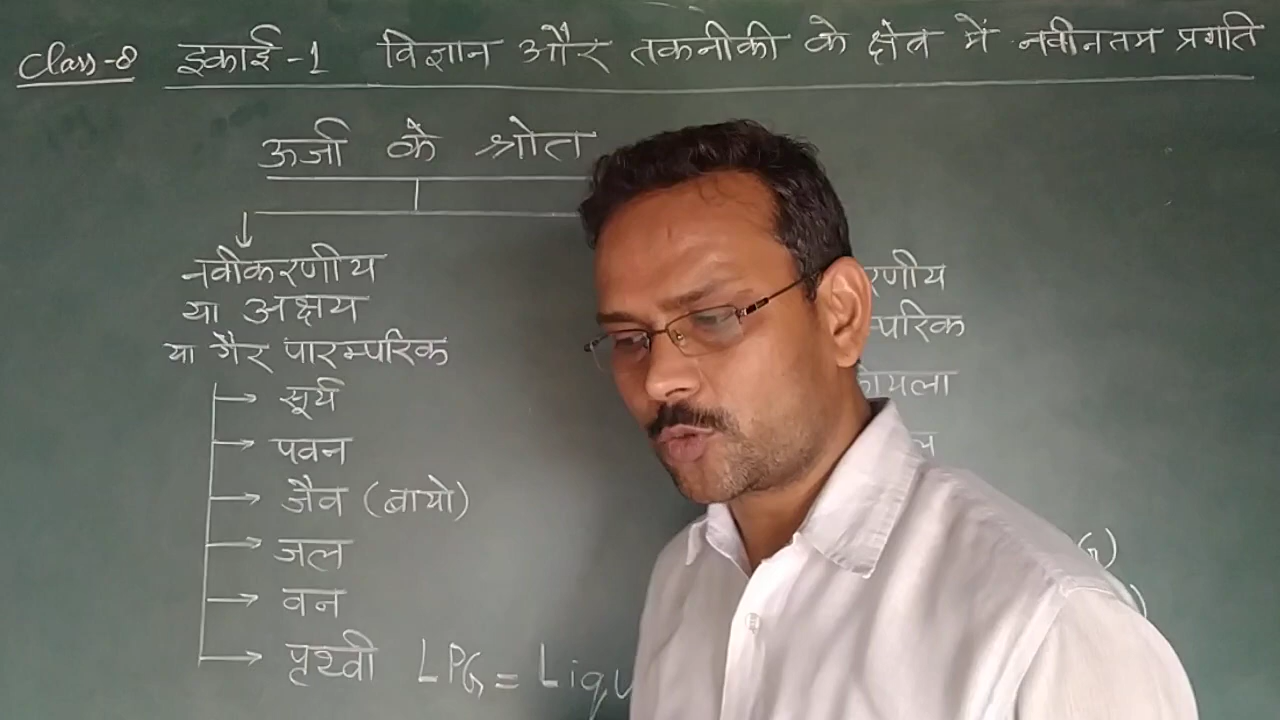 Class-8 इकाई-1 विज्ञान और तकनीकी के क्षेत्र में नवीनतम प्रगति
ऊर्जा के श्रोत
नवीकरणीय
या अक्षय
या गैर पारम्परिक
सूर्य
पवन
जैव (बायो)
जल
वन
पृथ्वी LPG = Liqu
रणीय
म्परिक
ोयला
ल
G)
)